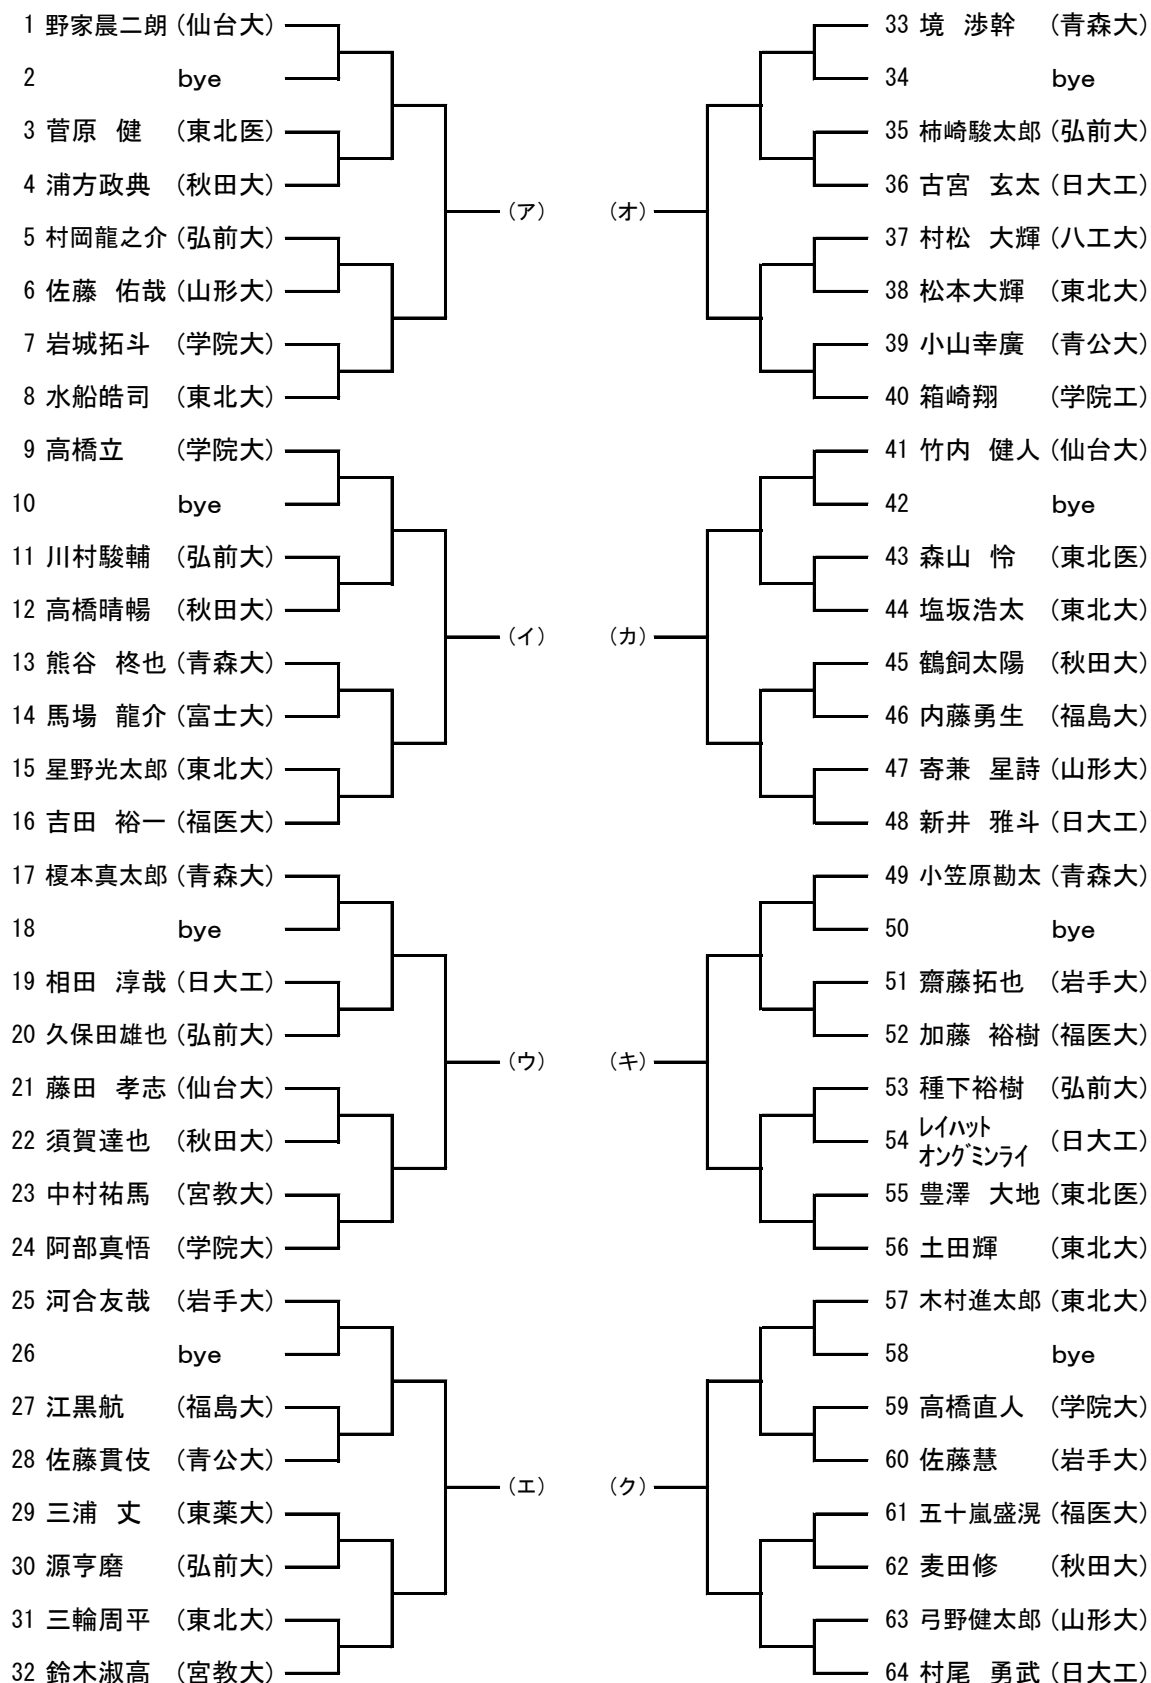 1 野家晨二朗 (仙台大)
2 bye
3 菅原 健 (東北医)
4 浦方政典 (秋田大)
(ア)
5 村岡龍之介 (弘前大)
6 佐藤 佑哉 (山形大)
7 岩城拓斗 (学院大)
8 水船皓司 (東北大)
9 高橋立 (学院大)
10 bye
11 川村駿輔 (弘前大)
12 高橋晴暢 (秋田大)
(イ)
13 熊谷 柊也 (青森大)
14 馬場 龍介 (富士大)
15 星野光太郎 (東北大)
16 吉田 裕一 (福医大)
17 榎本真太郎 (青森大)
18 bye
19 相田 淳哉 (日大工)
20 久保田雄也 (弘前大)
(ウ)
21 藤田 孝志 (仙台大)
22 須賀達也 (秋田大)
23 中村祐馬 (宮教大)
24 阿部真悟 (学院大)
25 河合友哉 (岩手大)
26 bye
27 江黒航 (福島大)
28 佐藤貫伎 (青公大)
(エ)
29 三浦 丈 (東薬大)
30 源亨磨 (弘前大)
31 三輪周平 (東北大)
32 鈴木淑高 (宮教大)
33 境 渉幹 (青森大)
34 bye
35 柿崎駿太郎 (弘前大)
36 古宮 玄太 (日大工)
(オ)
37 村松 大輝 (八工大)
38 松本大輝 (東北大)
39 小山幸廣 (青公大)
40 箱崎翔 (学院工)
41 竹内 健人 (仙台大)
42 bye
43 森山 怜 (東北医)
44 塩坂浩太 (東北大)
(カ)
45 鶴飼太陽 (秋田大)
46 内藤勇生 (福島大)
47 寄兼 星詩 (山形大)
48 新井 雅斗 (日大工)
49 小笠原勘太 (青森大)
50 bye
51 齋藤拓也 (岩手大)
52 加藤 裕樹 (福医大)
(キ)
53 種下裕樹 (弘前大)
54 レイハット オングミンライ (日大工)
55 豊澤 大地 (東北医)
56 土田輝 (東北大)
57 木村進太郎 (東北大)
58 bye
59 高橋直人 (学院大)
60 佐藤慧 (岩手大)
(ク)
61 五十嵐盛滉 (福医大)
62 麦田修 (秋田大)
63 弓野健太郎 (山形大)
64 村尾 勇武 (日大工)